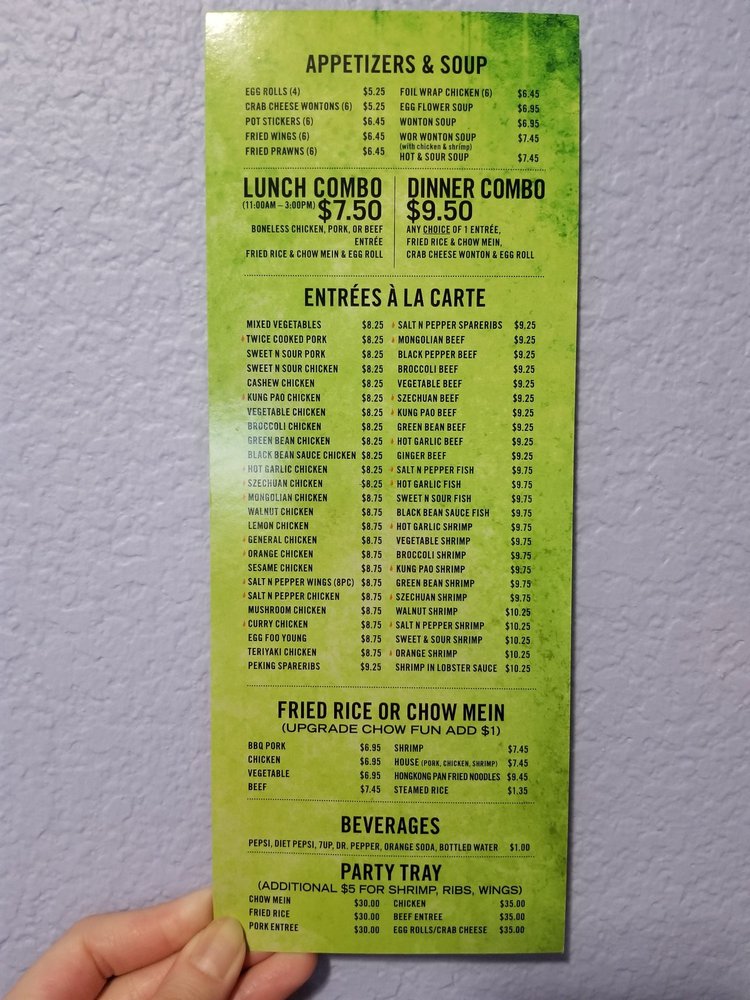 APPETIZERS & SOUP
EGG ROLLS (4) $5.25
CRAB CHEESE WONTONS (6) $5.25
POT STICKERS (6) $6.45
FRIED WINGS (6) $6.45
FRIED PRAWNS (6) $6.45
FOIL WRAP CHICKEN (6) $6.45
EGG FLOWER SOUP $6.95
WONTON SOUP $6.95
WOR WONTON SOUP $7.45
(with chicken & shrimp)
HOT & SOUR SOUP $7.45
LUNCH COMBO
(11:00AM – 3:00PM) $7.50
BONELESS CHICKEN, PORK, OR BEEF
ENTRÉE
FRIED RICE & CHOW MEIN & EGG ROLL
DINNER COMBO
$9.50
ANY CHOICE OF 1 ENTRÉE,
FRIED RICE & CHOW MEIN,
CRAB CHEESE WONTON & EGG ROLL
ENTRÉES À LA CARTE
MIXED VEGETABLES $8.25
TWICE COOKED PORK $8.25
SWEET N SOUR PORK $8.25
SWEET N SOUR CHICKEN $8.25
CASHEW CHICKEN $8.25
KUNG PAO CHICKEN $8.25
VEGETABLE CHICKEN $8.25
BROCCOLI CHICKEN $8.25
GREEN BEAN CHICKEN $8.25
BLACK BEAN SAUCE CHICKEN $8.25
HOT GARLIC CHICKEN $8.25
SZECHUAN CHICKEN $8.25
MONGOLIAN CHICKEN $8.75
WALNUT CHICKEN $8.75
LEMON CHICKEN $8.75
GENERAL CHICKEN $8.75
ORANGE CHICKEN $8.75
SESAME CHICKEN $8.75
SALT N PEPPER WINGS (8PC) $8.75
SALT N PEPPER CHICKEN $8.75
MUSHROOM CHICKEN $8.75
CURRY CHICKEN $8.75
EGG FOO YOUNG $8.75
TERIYAKI CHICKEN $8.75
PEKING SPARERIBS $9.25
SALT N PEPPER SPARERIBS $9.25
MONGOLIAN BEEF $9.25
BLACK PEPPER BEEF $9.25
BROCCOLI BEEF $9.25
VEGETABLE BEEF $9.25
SZECHUAN BEEF $9.25
KUNG PAO BEEF $9.25
GREEN BEAN BEEF $9.25
HOT GARLIC BEEF $9.25
GINGER BEEF $9.25
SALT N PEPPER FISH $9.75
HOT GARLIC FISH $9.75
SWEET N SOUR FISH $9.75
BLACK BEAN SAUCE FISH $9.75
HOT GARLIC SHRIMP $9.75
VEGETABLE SHRIMP $9.75
BROCCOLI SHRIMP $9.75
KUNG PAO SHRIMP $9.75
GREEN BEAN SHRIMP $9.75
SZECHUAN SHRIMP $9.75
WALNUT SHRIMP $10.25
SALT N PEPPER SHRIMP $10.25
SWEET & SOUR SHRIMP $10.25
ORANGE SHRIMP $10.25
SHRIMP IN LOBSTER SAUCE $10.25
FRIED RICE OR CHOW MEIN
(UPGRADE CHOW FUN ADD $1)
BBQ PORK $6.95
CHICKEN $6.95
VEGETABLE $6.95
BEEF $7.45
SHRIMP $7.45
HOUSE (PORK, CHICKEN, SHRIMP) $7.45
HONGKONG PAN FRIED NOODLES $9.45
STEAMED RICE $1.35
BEVERAGES
PEPSI, DIET PEPSI, 7UP, DR. PEPPER, ORANGE SODA, BOTTLED WATER $1.00
PARTY TRAY
(ADDITIONAL $5 FOR SHRIMP, RIBS, WINGS)
CHOW MEIN $30.00
FRIED RICE $30.00
PORK ENTREE $30.00
CHICKEN $35.00
BEEF ENTREE $35.00
EGG ROLLS/CRAB CHEESE $35.00